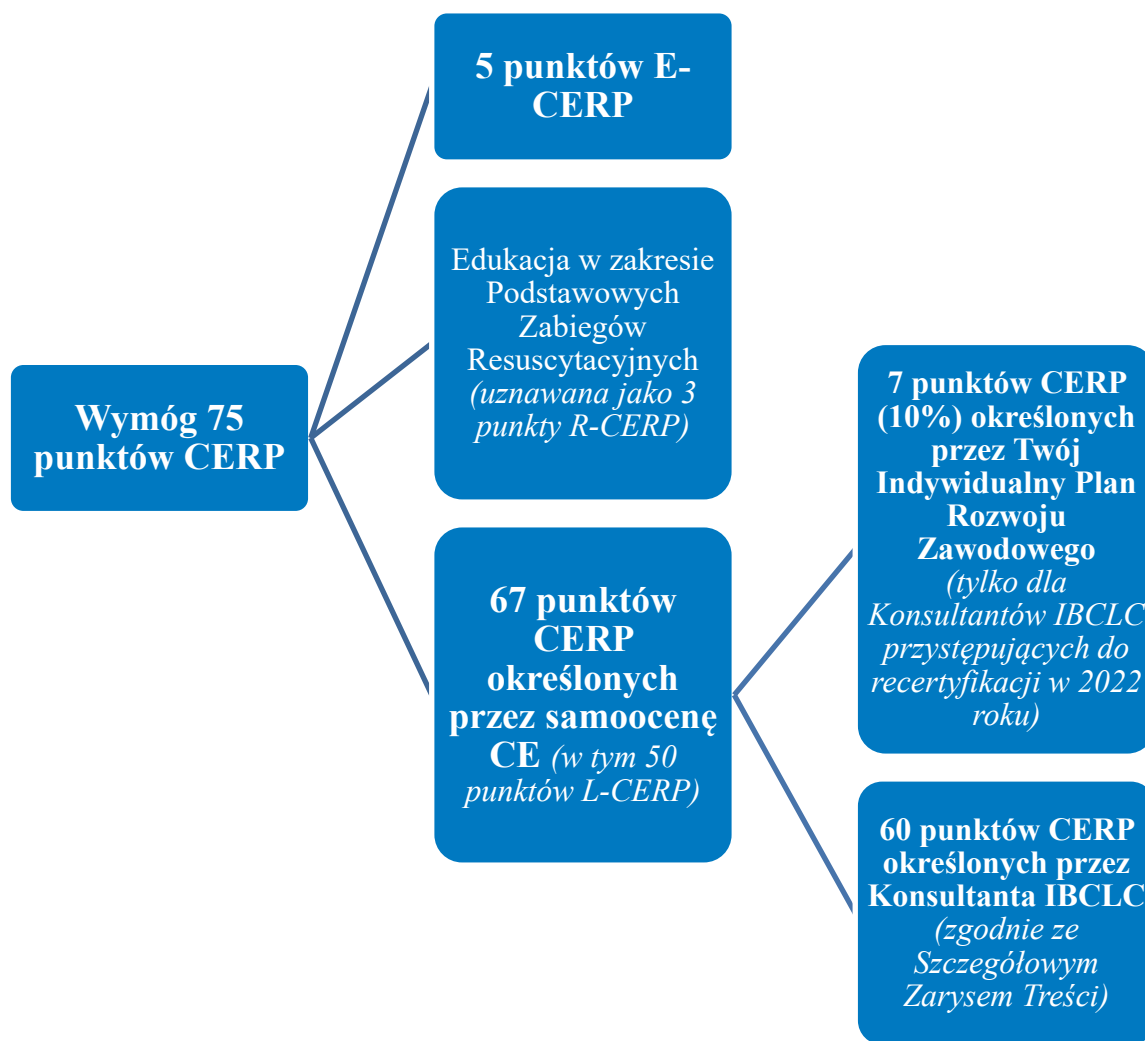 Wymóg 75
punktów CERP
5 punktów E-
CERP
Edukacja w zakresie
Podstawowych
Zabiegów
Resuscytacyjnych
(uznawana jako 3
punkty R-CERP)
67 punktów
CERP
określonych
przez samoocenę
CE (w tym 50
punktów L-CERP)
7 punktów CERP
(10%) określonych
przez Twój
Indywidualny Plan
Rozwoju
Zawodowego
(tylko dla
Konsultantów IBCLC
przystępujących do
recertyfikacji w 2022
roku)
60 punktów CERP
określonych przez
Konsultanta IBCLC
(zgodnie ze
Szczegółowym
Zarysem Treści)